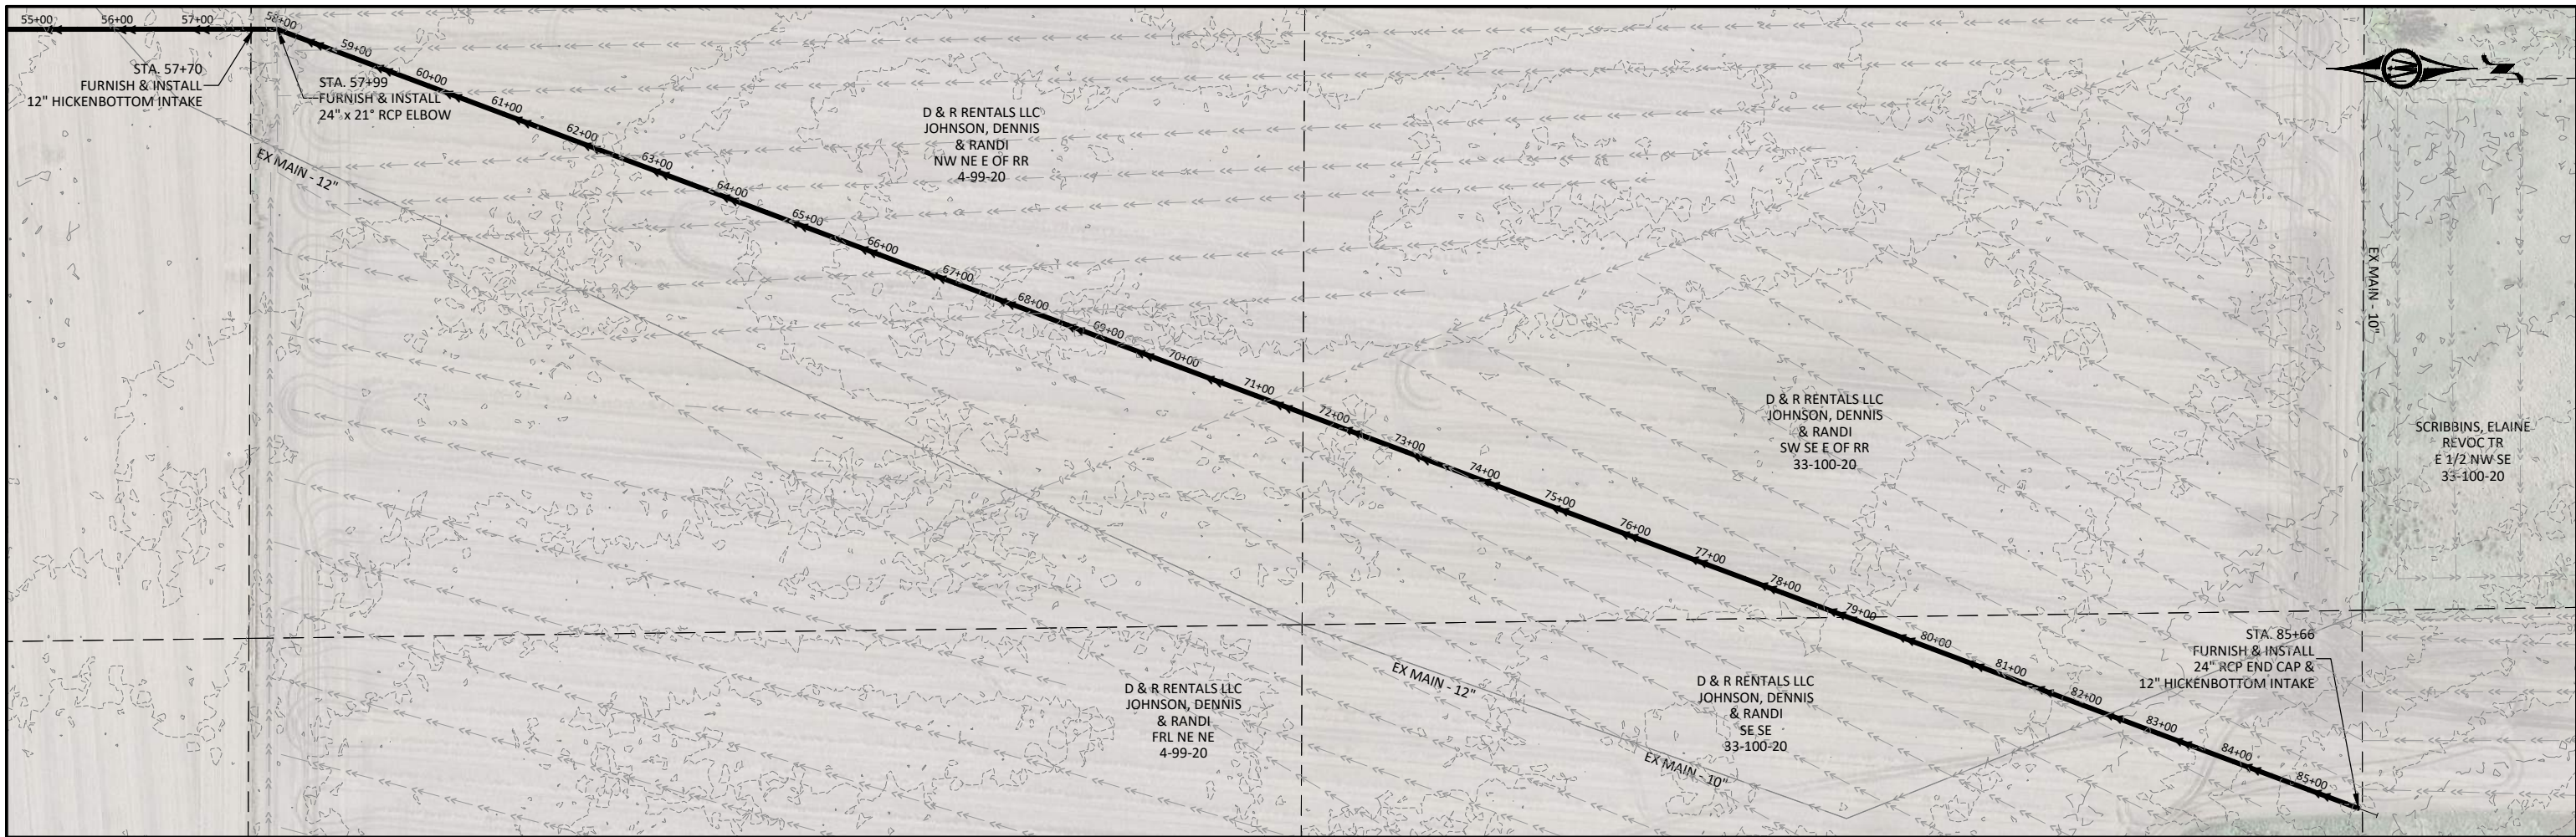 55+00
56+00
57+00
58+00
59+00
60+00
61+00
62+00
63+00
64+00
65+00
66+00
67+00
68+00
69+00
70+00
71+00
72+00
73+00
74+00
75+00
76+00
77+00
78+00
79+00
80+00
81+00
82+00
83+00
84+00
85+00
STA. 57+70
FURNISH & INSTALL
12" HICKENBOTTOM INTAKE
STA. 57+99
FURNISH & INSTALL
24" x 21° RCP ELBOW
EX MAIN - 12"
D & R RENTALS LLC
JOHNSON, DENNIS
& RANDI
NW NE E OF RR
4-99-20
N
EX MAIN - 10"
D & R RENTALS LLC
JOHNSON, DENNIS
& RANDI
SW SE E OF RR
33-100-20
SCRIBBINS, ELAINE
REVOC TR
E 1/2 NW SE
33-100-20
STA. 85+66
FURNISH & INSTALL
24" RCP END CAP &
12" HICKENBOTTOM INTAKE
D & R RENTALS LLC
JOHNSON, DENNIS
& RANDI
FRL NE NE
4-99-20
EX MAIN - 12"
D & R RENTALS LLC
JOHNSON, DENNIS
& RANDI
SE SE
33-100-20
EX MAIN - 10"